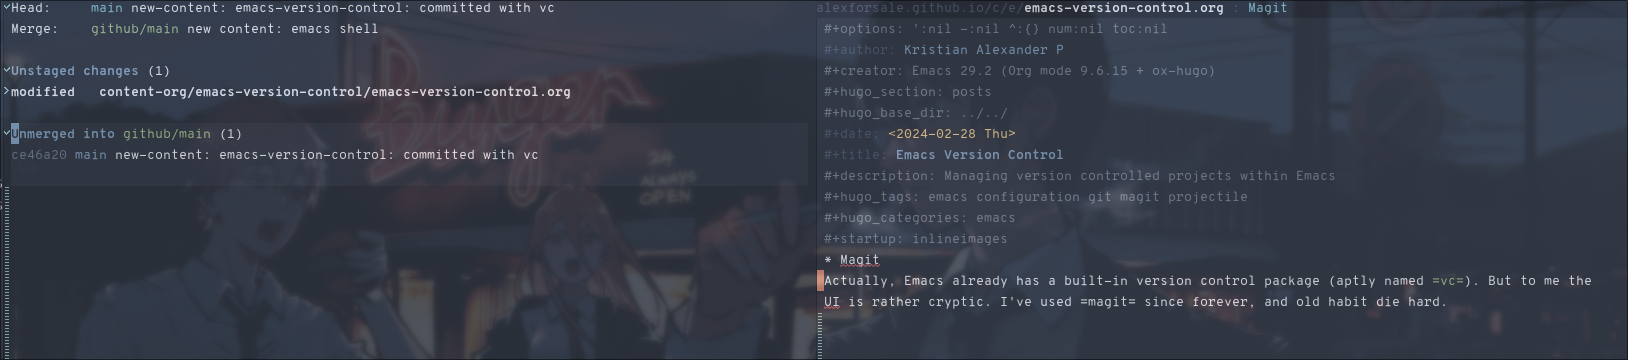 Head: main new-content: emacs-version-control: committed with vc
Merge: github/main new content: emacs shell
Unstaged changes (1)
modified content-org/emacs-version-control/emacs-version-control.org
Unmerged into github/main (1)
ce46a20 main new-content: emacs-version-control: committed with vc
Burger
24
ALWAYS
OPEN
alexforsale.github.io/c/e/emacs-version-control.org : Magit
#+options: ':nil -:nil ^:{} num:nil toc:nil
#+author: Kristian Alexander P
#+creator: Emacs 29.2 (Org mode 9.6.15 + ox-hugo)
#+hugo_section: posts
#+hugo_base_dir: ../../
#+date: <2024-02-28 Thu>
#+title: Emacs Version Control
#+description: Managing version controlled projects within Emacs
#+hugo_tags: emacs configuration git magit projectile
#+hugo_categories: emacs
#+startup: inlineimages
* Magit
Actually, Emacs already has a built-in version control package (aptly named =vc=). But to me the
UI is rather cryptic. I've used =magit= since forever, and old habit die hard.